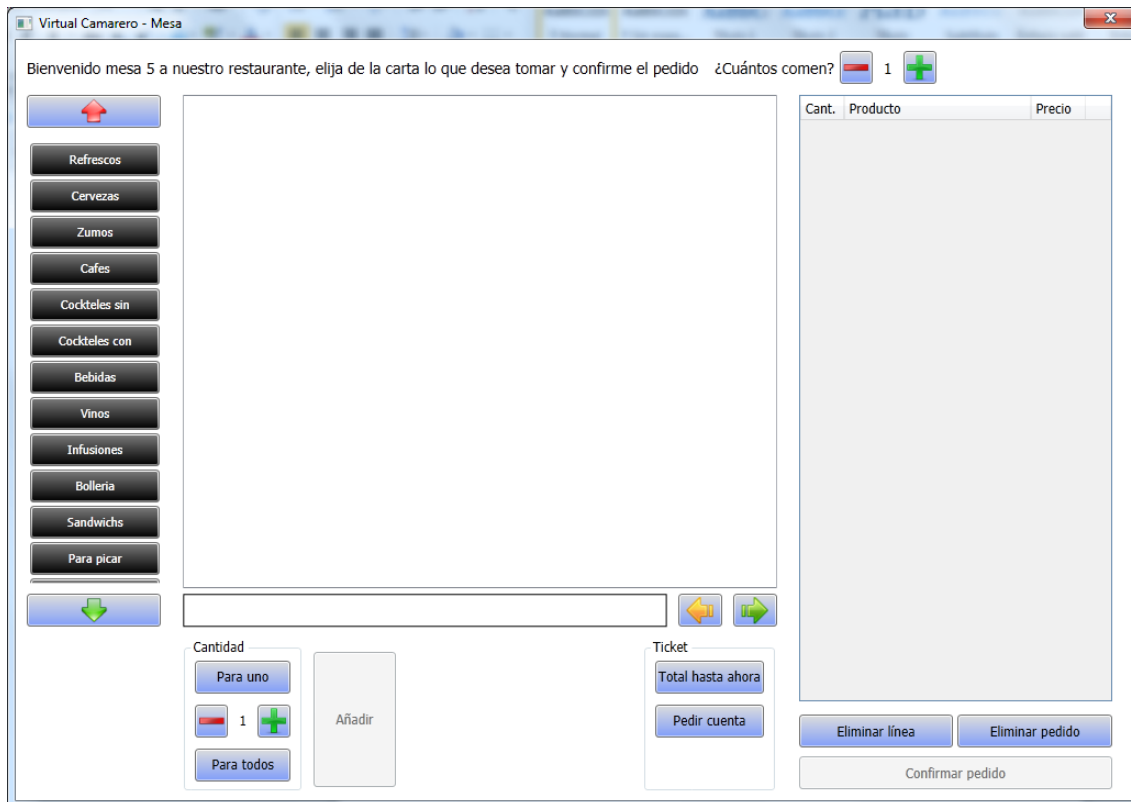 Virtual Camarero - Mesa
Bienvenido mesa 5 a nuestro restaurante, elija de la carta lo que desea tomar y confirme el pedido ¿Cuántos comen? 1
Refrescos
Cervezas
Zumos
Cafes
Cockteles sin
Cockteles con
Bebidas
Vinos
Infusiones
Bolleria
Sandwichs
Para picar
Cantidad
Para uno
1
Para todos
Añadir
Ticket
Total hasta ahora
Pedir cuenta
Cant. Producto Precio
Eliminar línea Eliminar pedido
Confirmar pedido